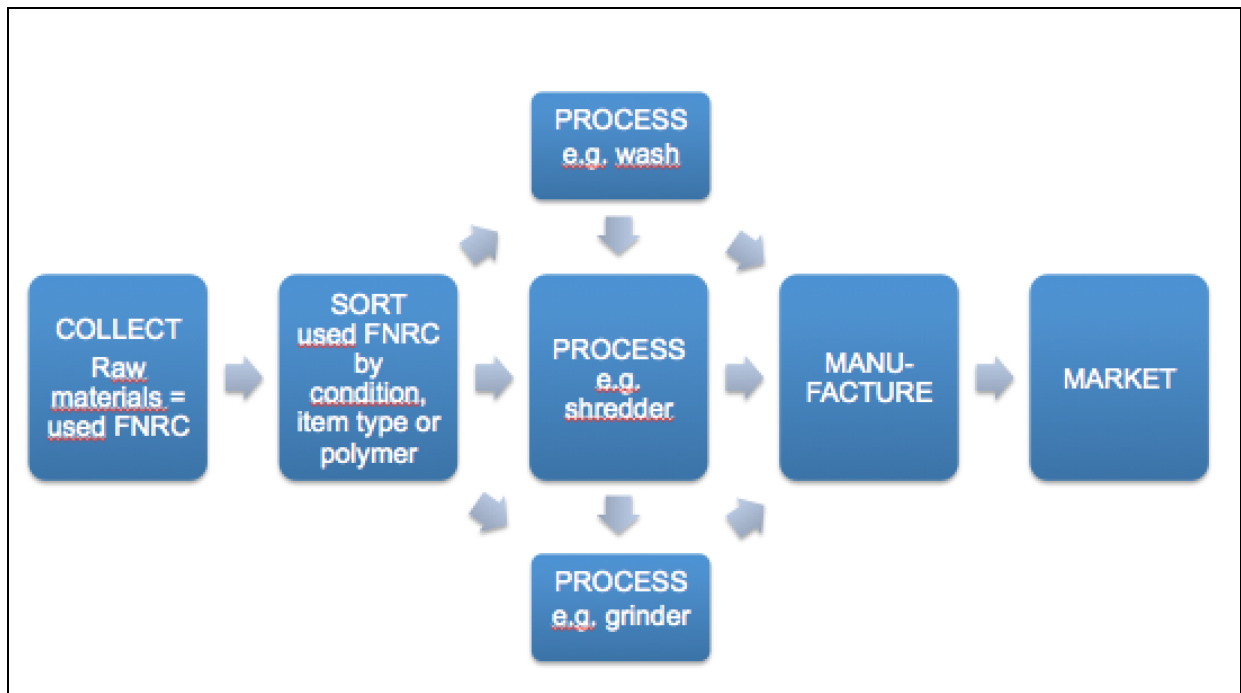 PROCESS
e.g. wash
COLLECT
Raw
materials =
used FNRC
SORT
used FNRC
by
condition,
item type or
polymer
PROCESS
e.g.
shredder
MANU-
FACTURE
MARKET
PROCESS
e.g. grinder